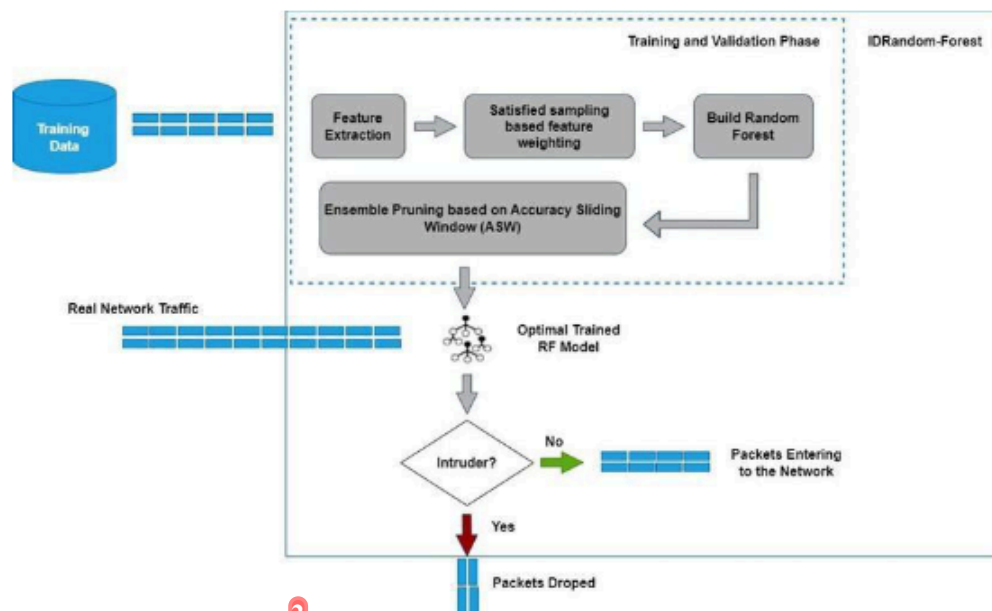 Training and Validation Phase
IDRandom-Forest
Training
Data
Feature
Extraction
Satisfied sampling
based feature
weighting
Build Random
Forest
Ensemble Pruning based on Accuracy Sliding
Window (ASW)
Real Network Traffic
Optimal Trained
RF Model
Intruder?
No
Packets Entering
to the Network
Yes
Packets Droped